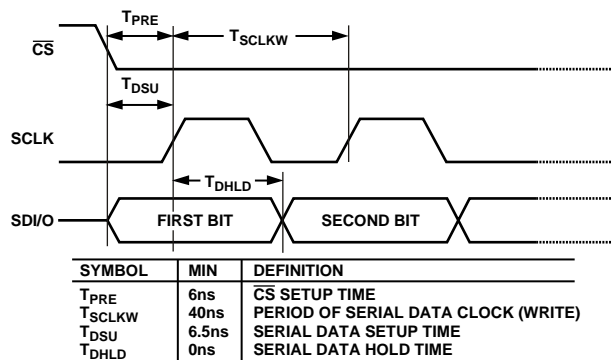 T_PRE
T_SCLKW
CS
T_DSU
SCLK
T_DHLD
SDI/O
FIRST BIT
SECOND BIT
SYMBOL MIN DEFINITION
T_PRE 6ns CS SETUP TIME
T_SCLKW 40ns PERIOD OF SERIAL DATA CLOCK (WRITE)
T_DSU 6.5ns SERIAL DATA SETUP TIME
T_DHLD 0ns SERIAL DATA HOLD TIME